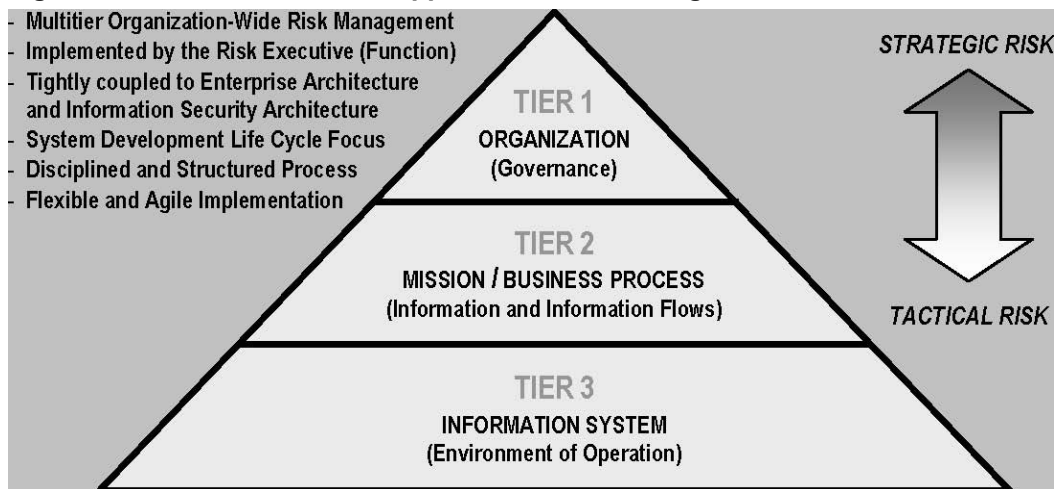 - Multitier Organization-Wide Risk Management
- Implemented by the Risk Executive (Function)
- Tightly coupled to Enterprise Architecture
and Information Security Architecture
- System Development Life Cycle Focus
- Disciplined and Structured Process
- Flexible and Agile Implementation
TIER 1
ORGANIZATION
(Governance)
TIER 2
MISSION / BUSINESS PROCESS
(Information and Information Flows)
TIER 3
INFORMATION SYSTEM
(Environment of Operation)
STRATEGIC RISK
TACTICAL RISK